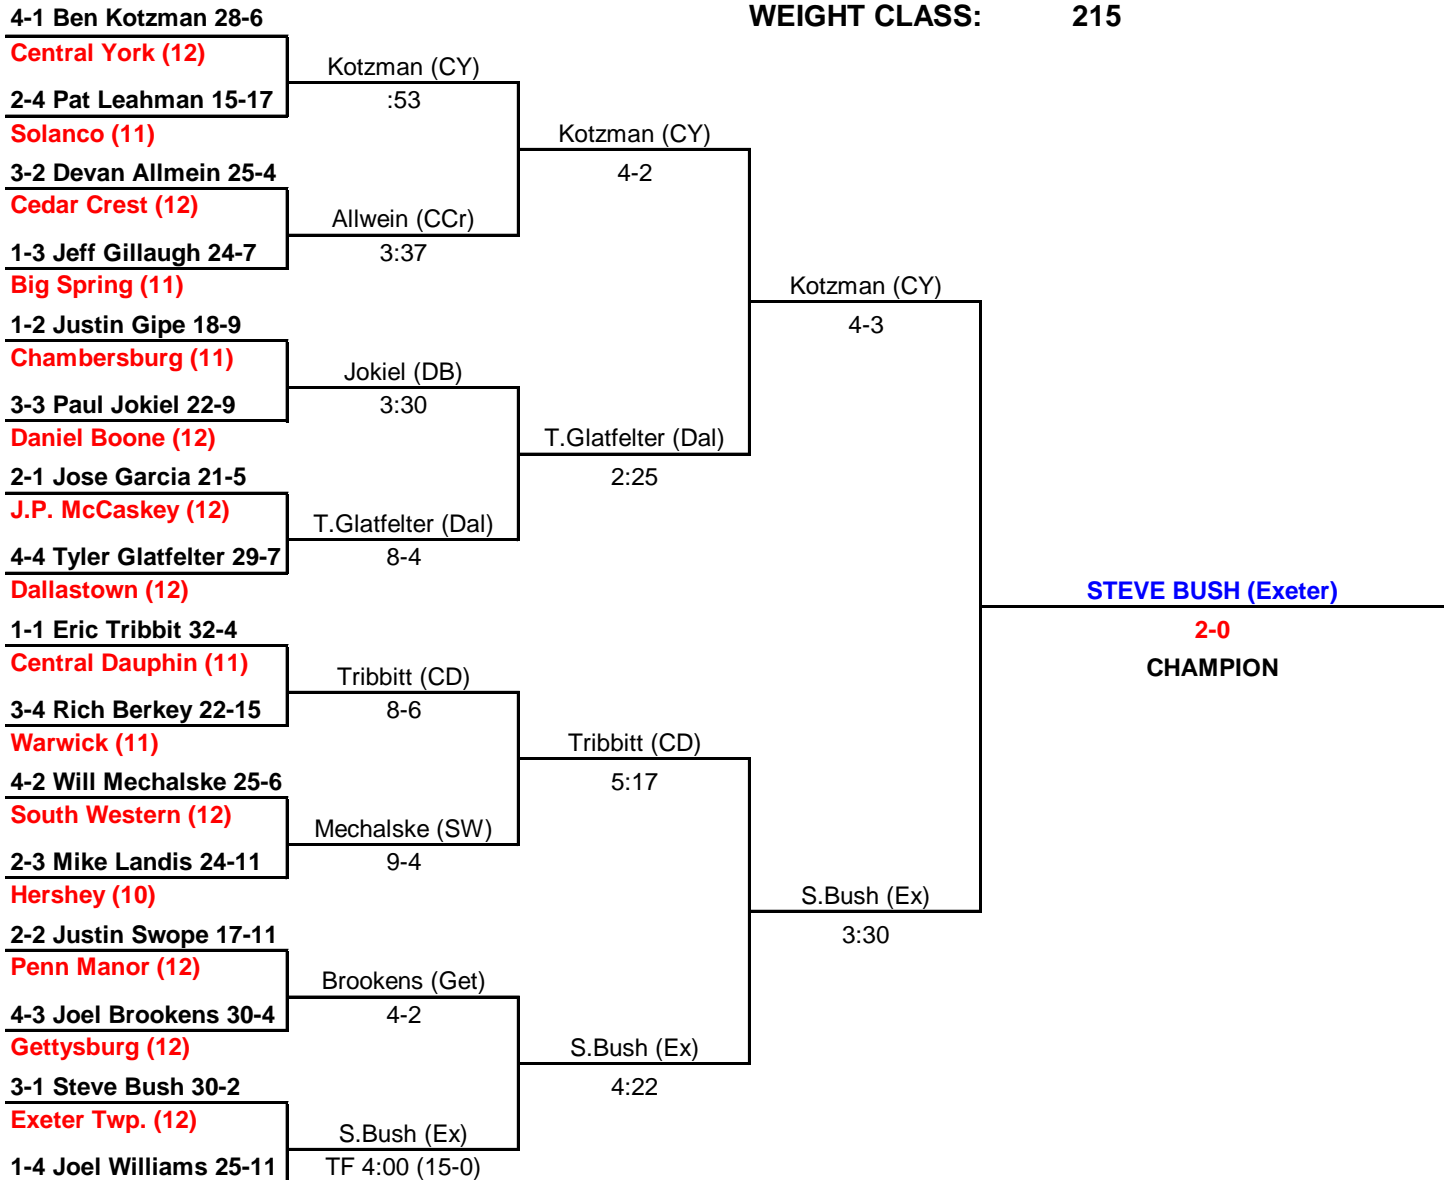 4-1 Ben Kotzman 28-6
WEIGHT CLASS: 215
Central York (12)
Kotzman (CY)
2-4 Pat Leahman 15-17
:53
Solanco (11)
Kotzman (CY)
3-2 Devan Allmein 25-4
4-2
Cedar Crest (12)
Allwein (CCr)
1-3 Jeff Gillaugh 24-7
3:37
Big Spring (11)
Kotzman (CY)
1-2 Justin Gipe 18-9
4-3
Chambersburg (11)
Jokiel (DB)
3-3 Paul Jokiel 22-9
3:30
Daniel Boone (12)
T.Glatfelter (Dal)
2-1 Jose Garcia 21-5
2:25
J.P. McCaskey (12)
T.Glatfelter (Dal)
4-4 Tyler Glatfelter 29-7
8-4
Dallastown (12)
STEVE BUSH (Exeter)
1-1 Eric Tribbit 32-4
2-0
Central Dauphin (11)
CHAMPION
Tribbitt (CD)
3-4 Rich Berkey 22-15
8-6
Warwick (11)
Tribbitt (CD)
4-2 Will Mechalske 25-6
5:17
South Western (12)
Mechalske (SW)
2-3 Mike Landis 24-11
9-4
Hershey (10)
S.Bush (Ex)
2-2 Justin Swope 17-11
3:30
Penn Manor (12)
Brookens (Get)
4-3 Joel Brookens 30-4
4-2
Gettysburg (12)
S.Bush (Ex)
3-1 Steve Bush 30-2
4:22
Exeter Twp. (12)
S.Bush (Ex)
1-4 Joel Williams 25-11
TF 4:00 (15-0)